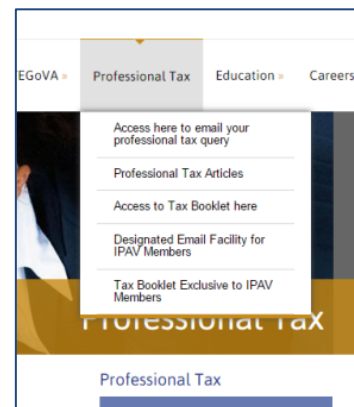 EGoVA » Professional Tax Education » Careers
Access here to email your
professional tax query
Professional Tax Articles
Access to Tax Booklet here
Designated Email Facility for
IPAV Members
Tax Booklet Exclusive to IPAV
Members
Professional Tax
Professional Tax